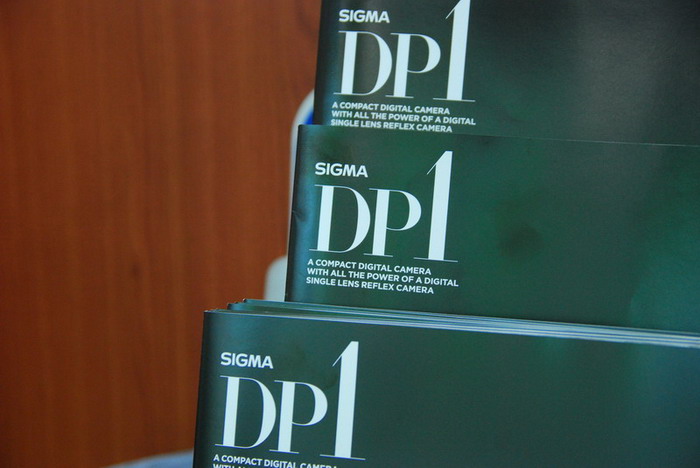 SIGMA
DP1
A COMPACT DIGITAL CAMERA
WITH ALL THE POWER OF A DIGITAL
SINGLE LENS REFLEX CAMERA
SIGMA
DP1
A COMPACT DIGITAL CAMERA
WITH ALL THE POWER OF A DIGITAL
SINGLE LENS REFLEX CAMERA
SIGMA
DP1
A COMPACT DIGITAL CAMERA